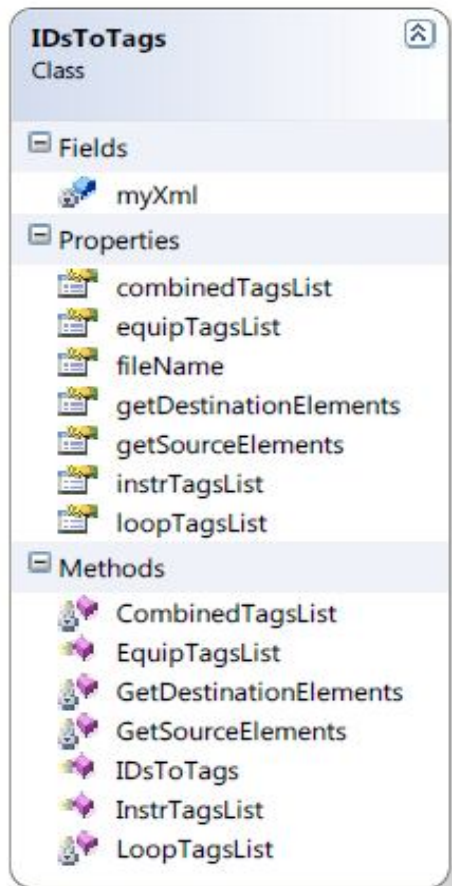 IDsToTags
Class
Fields
myXml
Properties
combinedTagsList
equipTagsList
fileName
getDestinationElements
getSourceElements
instrTagsList
loopTagsList
Methods
CombinedTagsList
EquipTagsList
GetDestinationElements
GetSourceElements
IDsToTags
InstrTagsList
LoopTagsList